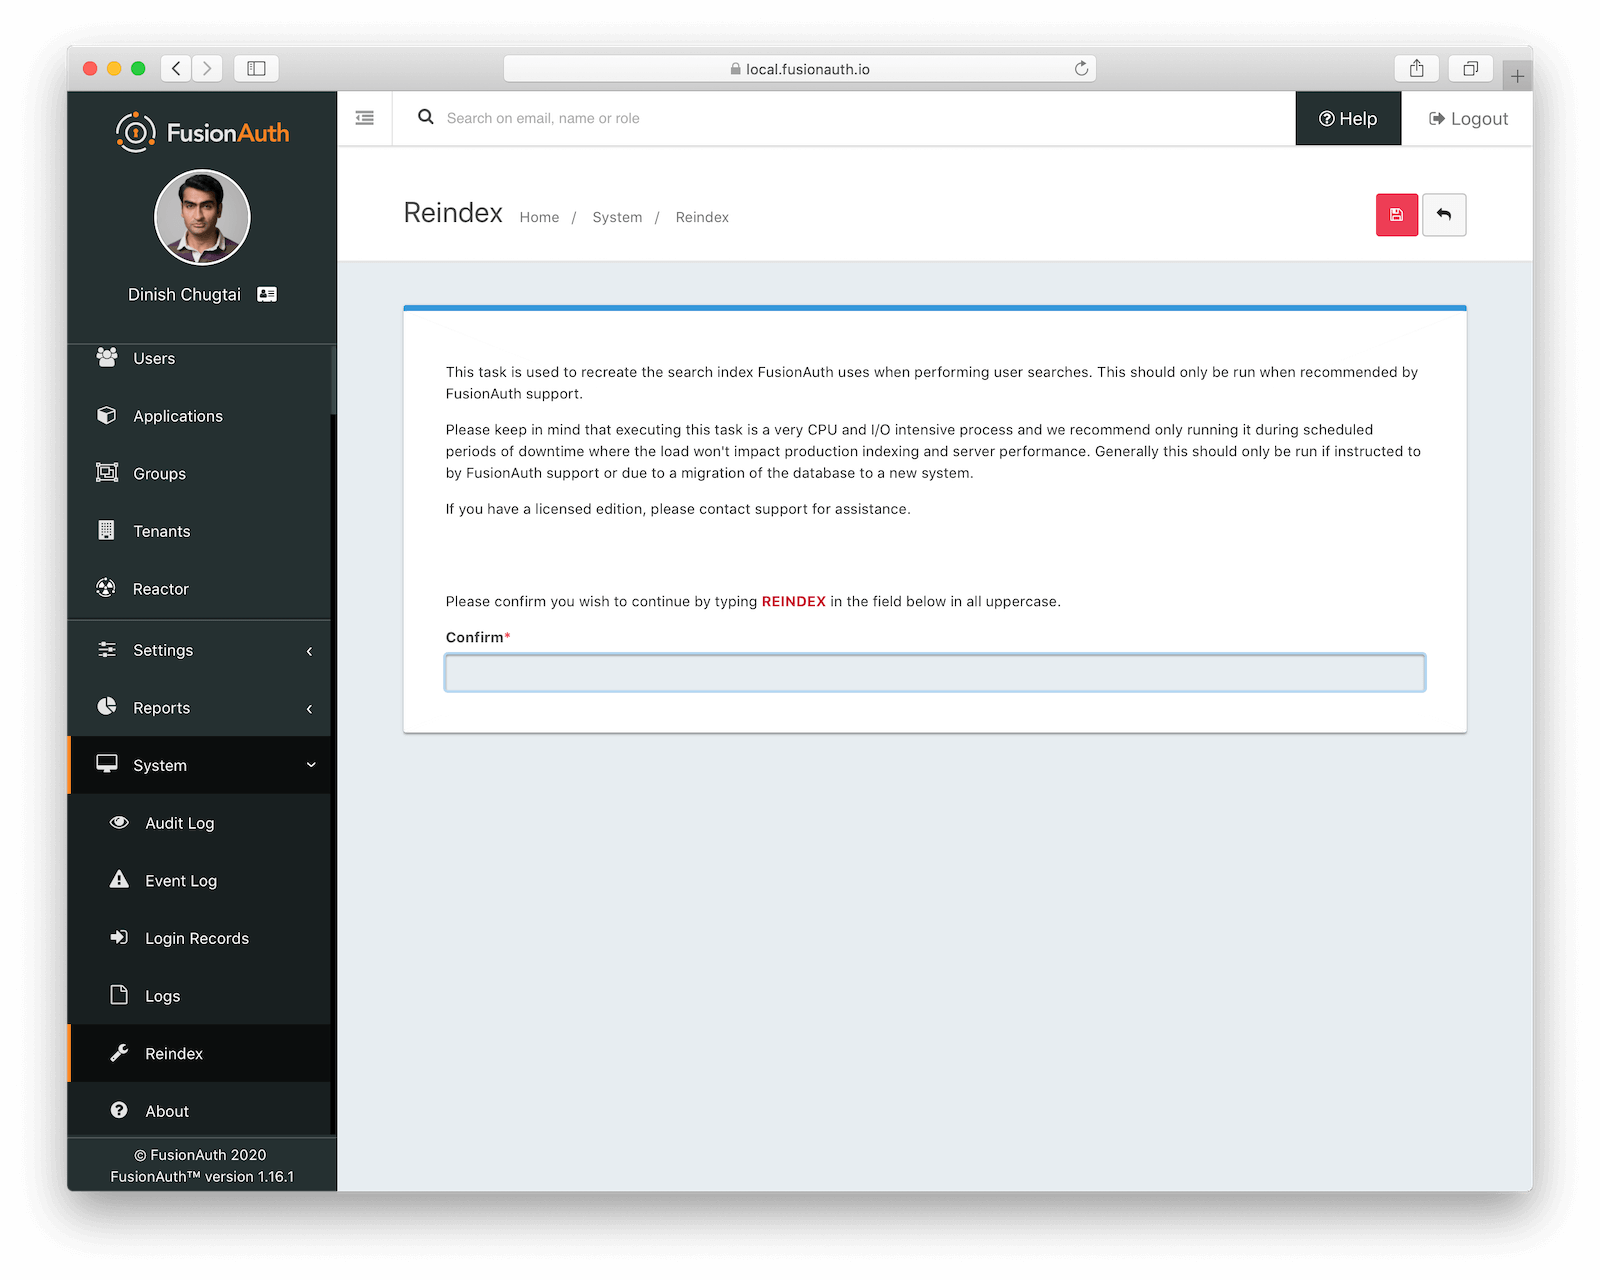 local.fusionauth.io
FusionAuth
Search on email, name or role
Help
Logout
Dinish Chugtai
Users
Applications
Groups
Tenants
Reactor
Settings
Reports
System
Audit Log
Event Log
Login Records
Logs
Reindex
About
© FusionAuth 2020
FusionAuth™ version 1.16.1
Reindex
Home / System / Reindex
This task is used to recreate the search index FusionAuth uses when performing user searches. This should only be run when recommended by
FusionAuth support.
Please keep in mind that executing this task is a very CPU and I/O intensive process and we recommend only running it during scheduled
periods of downtime where the load won't impact production indexing and server performance. Generally this should only be run if instructed to
by FusionAuth support or due to a migration of the database to a new system.
If you have a licensed edition, please contact support for assistance.
Please confirm you wish to continue by typing REINDEX in the field below in all uppercase.
Confirm*